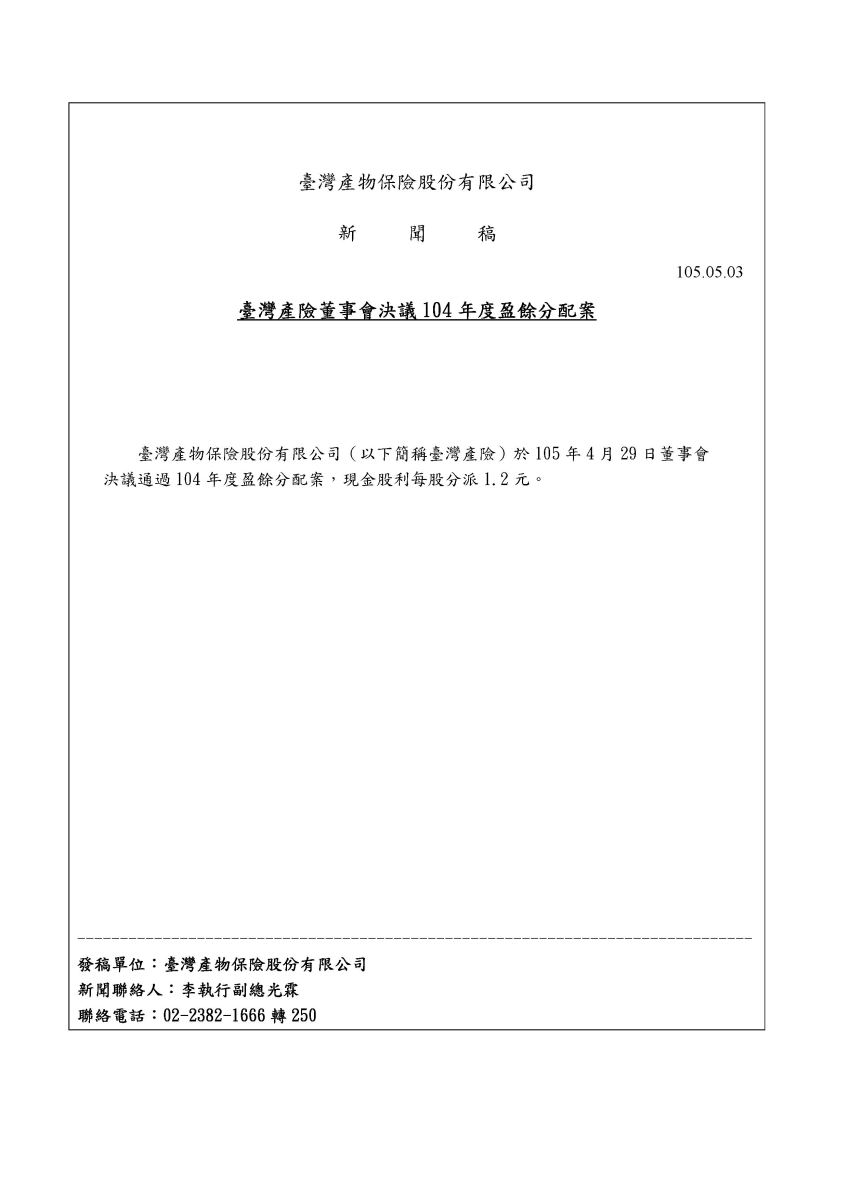 臺灣產物保險股份有限公司
新 聞 稿
105.05.03
臺灣產險董事會決議 104 年度盈餘分配案
臺灣產物保險股份有限公司（以下簡稱臺灣產險）於 105 年 4 月 29 日董事會
決議通過 104 年度盈餘分配案，現金股利每股分派 1.2 元。
--------------------------------------------------------------------------------
發稿單位：臺灣產物保險股份有限公司
新聞聯絡人：李執行副總光霖
聯絡電話：02-2382-1666 轉 250